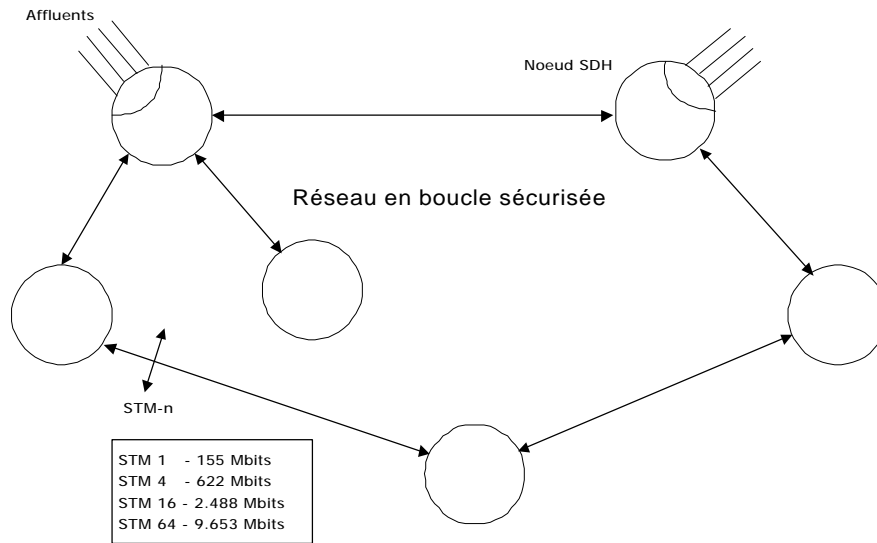 Affluents
Noeud SDH
Réseau en boucle sécurisée
STM-n
STM 1 - 155 Mbits
STM 4 - 622 Mbits
STM 16 - 2.488 Mbits
STM 64 - 9.653 Mbits